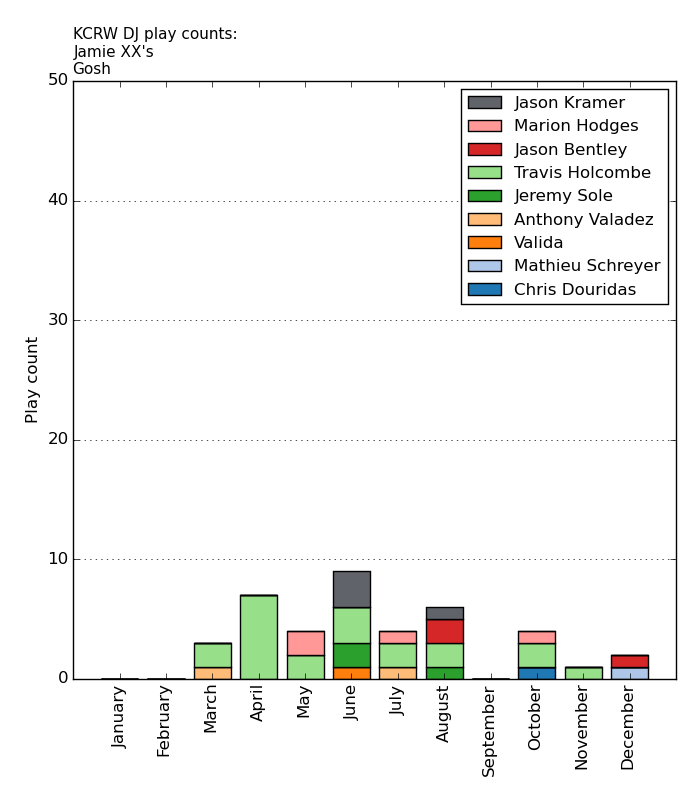 KCRW DJ play counts:
Jamie XX's
Gosh
50
40
30
20
10
0
Play count
Jason Kramer
Marion Hodges
Jason Bentley
Travis Holcombe
Jeremy Sole
Anthony Valadez
Valida
Mathieu Schreyer
Chris Douridas
January
February
March
April
May
June
July
August
September
October
November
December